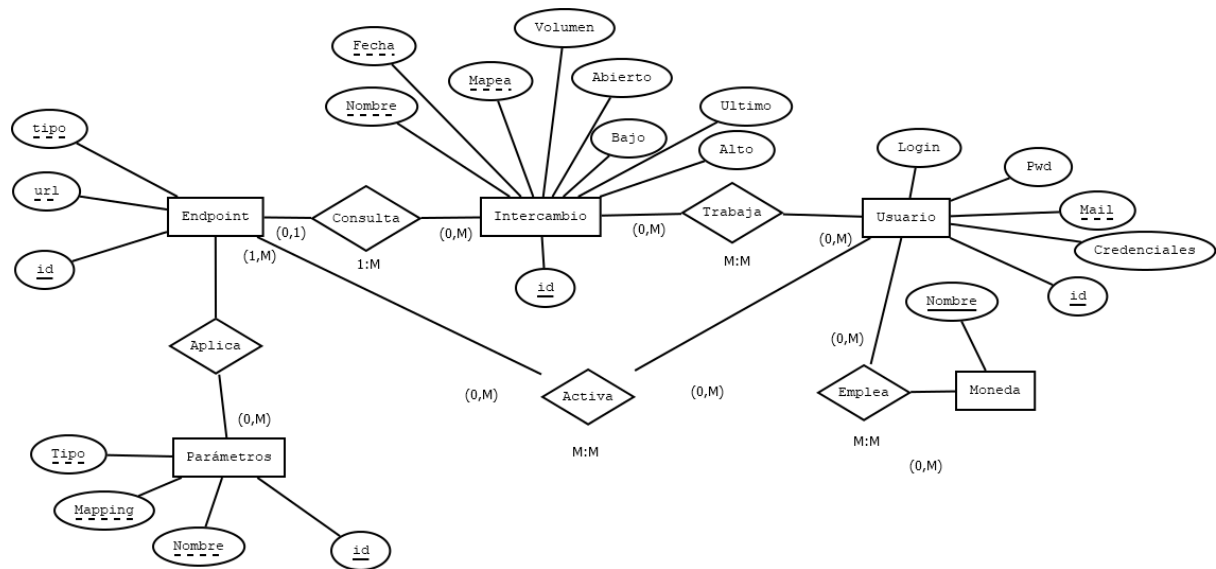 Volumen
Fecha
Mapea
Abierto
Nombre
Ultimo
tipo
Bajo
Login
Alto
Pwd
url
Endpoint
Consulta
Intercambio
Trabaja
Usuario
Mail
(0,1)
(0,M)
(0,M)
(0,M)
(1,M)
1:M
M:M
Credenciales
id
id
id
Nombre
Aplica
(0,M)
(0,M)
(0,M)
Activa
Emplea
Moneda
(0,M)
M:M
M:M
(0,M)
Tipo
Parámetros
Mapping
Nombre
id